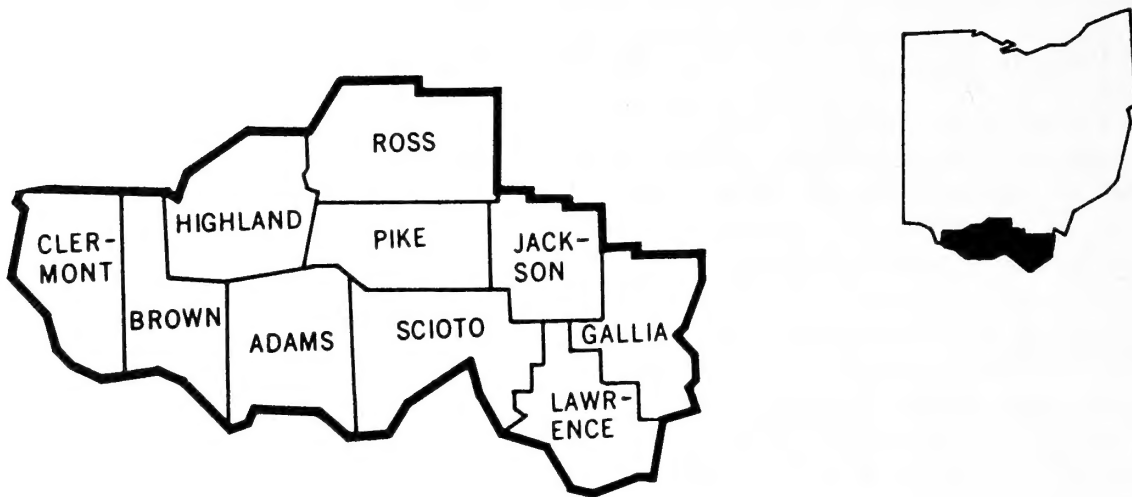 ROSS
HIGHLAND
CLER-
MONT
PIKE
JACK-
SON
BROWN
ADAMS
SCIOTO
GALLIA
LAWR-
ENCE